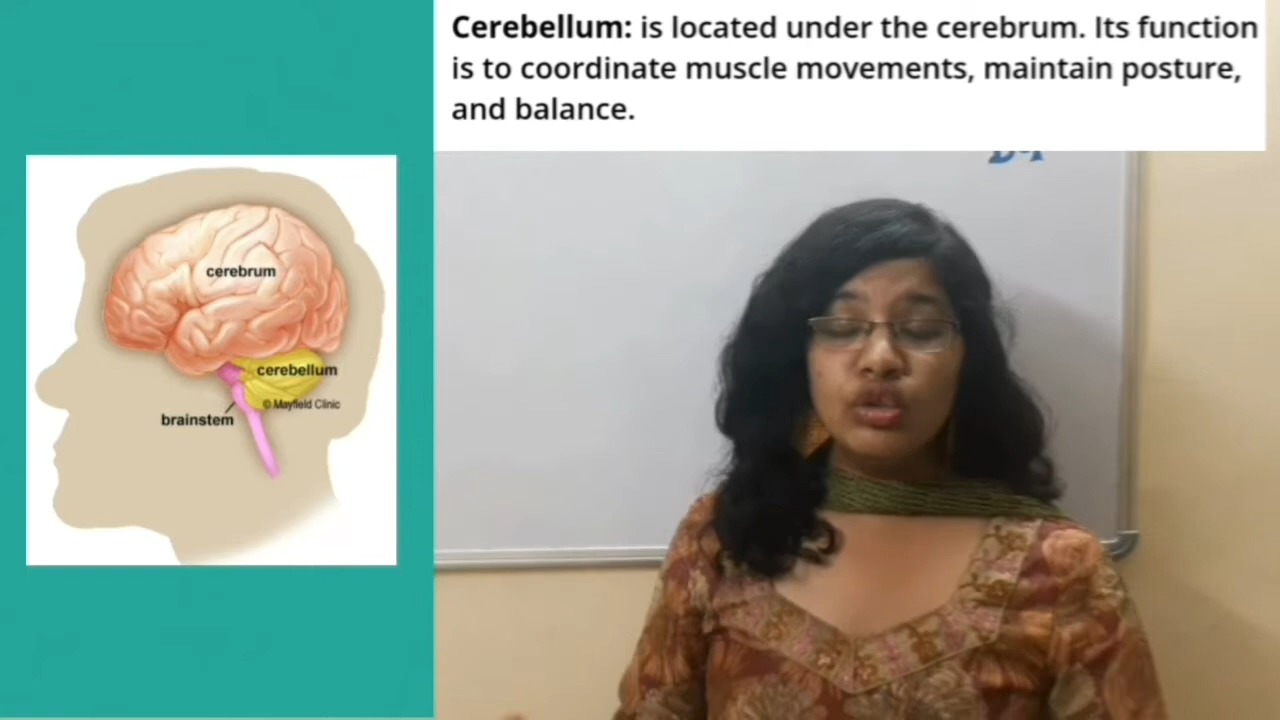 Cerebellum: is located under the cerebrum. Its function
is to coordinate muscle movements, maintain posture,
and balance.
cerebrum
cerebellum
© Mayfield Clinic
brainstem